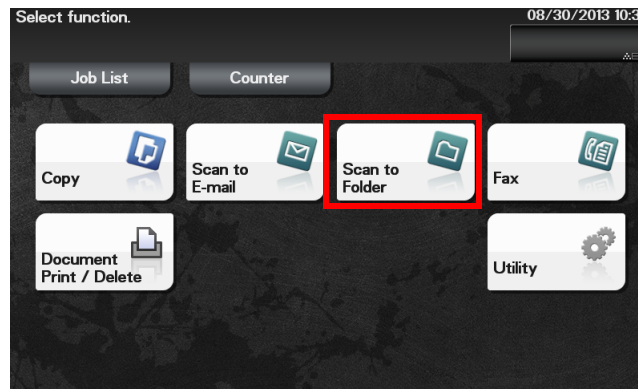 Select function.
08/30/2013 10:3
Job List
Counter
Copy
Scan to
E-mail
Scan to
Folder
Fax
Document
Print / Delete
Utility